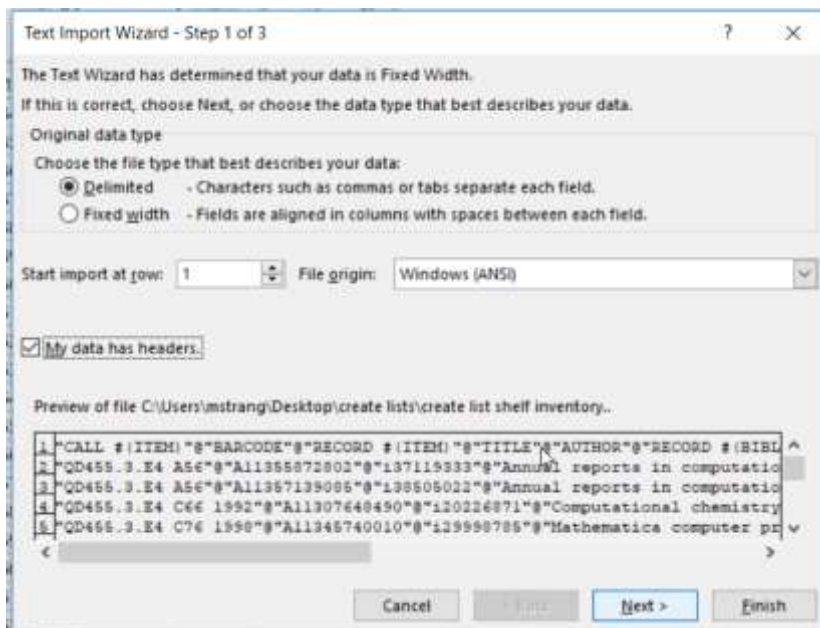 Text Import Wizard - Step 1 of 3
The Text Wizard has determined that your data is Fixed Width.
If this is correct, choose Next, or choose the data type that best describes your data.
Original data type
Choose the file type that best describes your data:
Delimited - Characters such as commas or tabs separate each field.
Fixed width - Fields are aligned in columns with spaces between each field.
Start import at row: 1 File origin: Windows (ANSI)
My data has headers.
Preview of file C:\Users\mstrang\Desktop\create lists\create list shelf inventory..
1 "CALL #(ITEM)"@"BARCODE"@"RECORD #(ITEM)"@"TITLE"@"AUTHOR"@"RECORD #(BIBL
2 "QD455.3.E4 A56"@"A11355872802"@"i37119333"@"Annual reports in computatio
3 "QD455.3.E4 A56"@"A11357139085"@"i38505022"@"Annual reports in computatio
4 "QD455.3.E4 C66 1992"@"A11307648490"@"i20226871"@"Computational chemistry
5 "QD455.3.E4 C76 1998"@"A11345740010"@"i29998785"@"Mathematica computer pr
Cancel < Back Next > Finish